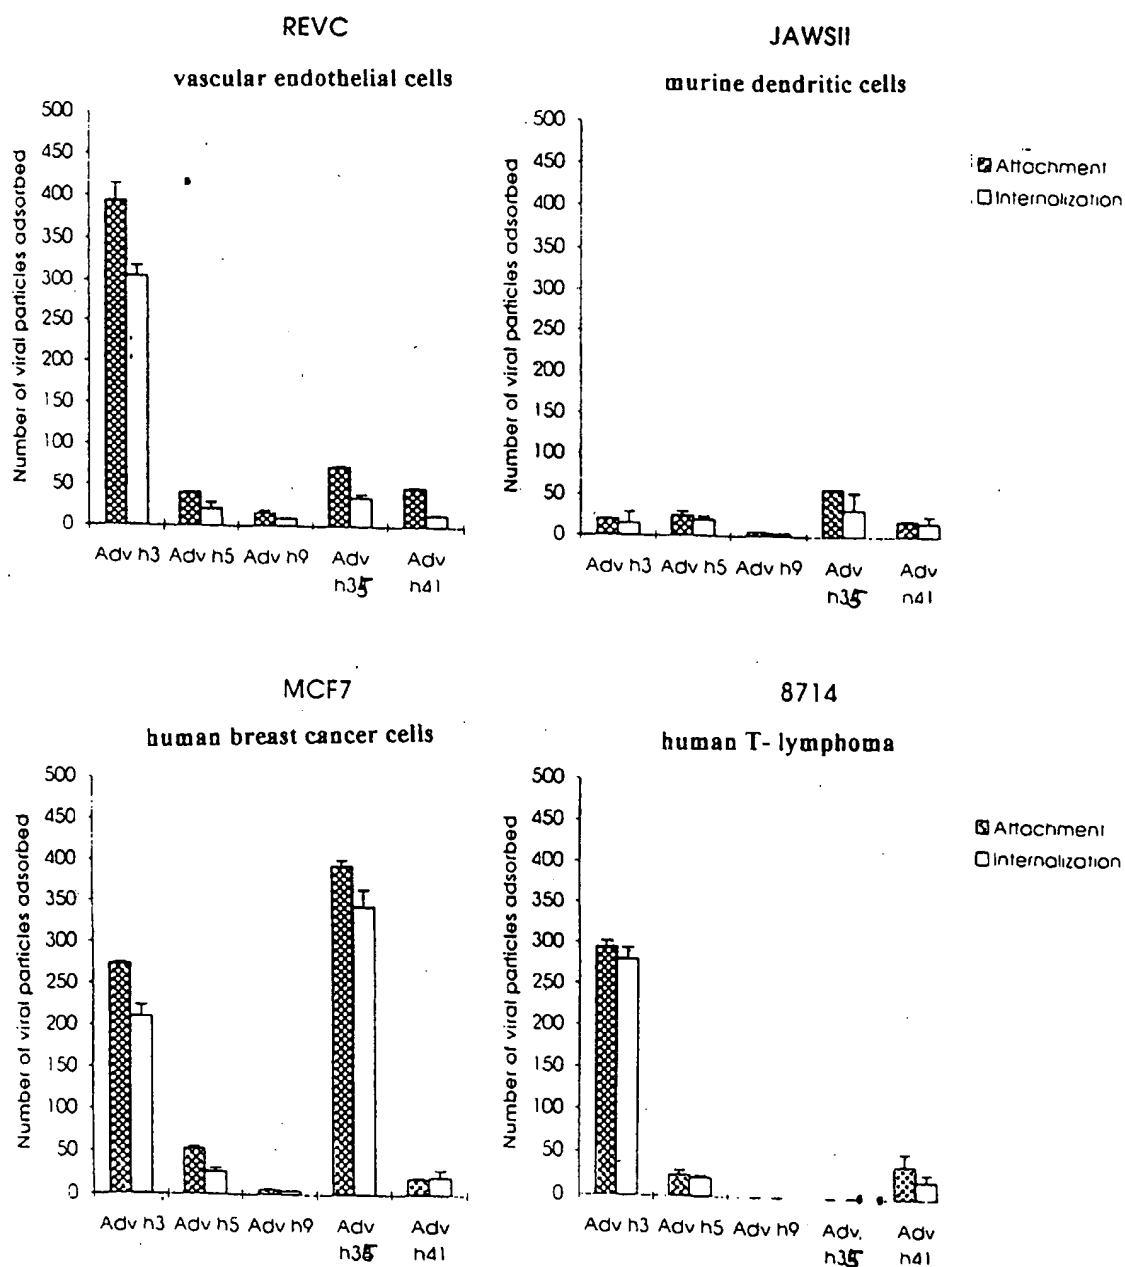 REVC
vascular endothelial cells
Number of viral particles adsorbed
500
450
400
350
300
250
200
150
100
50
0
Adv h3 Adv h5 Adv h9 Adv h35 Adv h41
JAWSII
murine dendritic cells
Number of viral particles adsorbed
500
450
400
350
300
250
200
150
100
50
0
Adv h3 Adv h5 Adv h9 Adv h35 Adv h41
Attachment
Internalization
MCF7
human breast cancer cells
Number of viral particles adsorbed
500
450
400
350
300
250
200
150
100
50
0
Adv h3 Adv h5 Adv h9 Adv h35 Adv h41
8714
human T- lymphoma
Number of viral particles adsorbed
500
450
400
350
300
250
200
150
100
50
0
Adv h3 Adv h5 Adv h9 Adv. h35 Adv h41
Attachment
Internalization